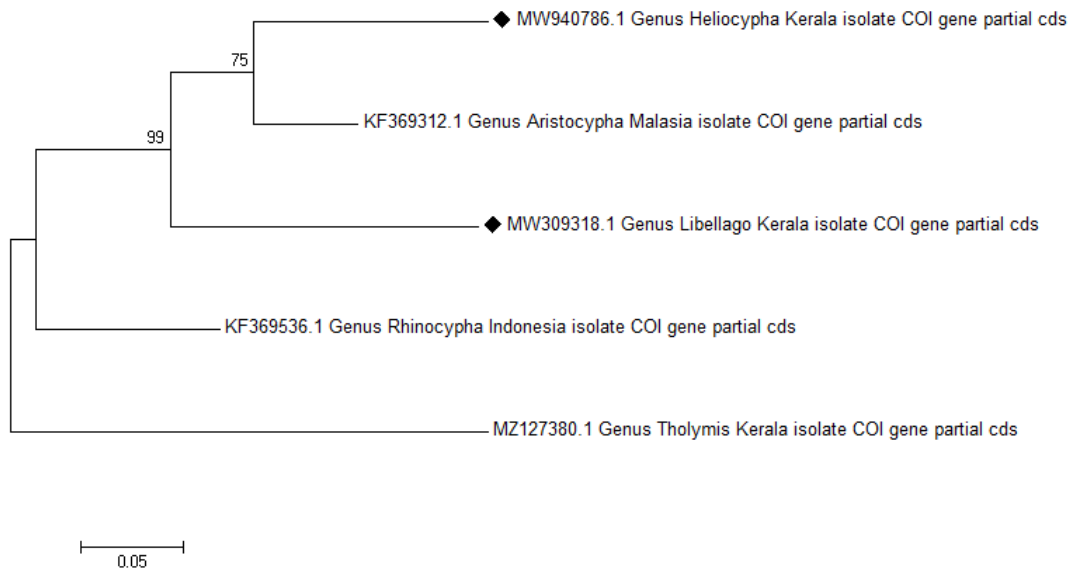 MW940786.1 Genus Heliocypha Kerala isolate COI gene partial cds
75
KF369312.1 Genus Aristocypha Malasia isolate COI gene partial cds
99
MW309318.1 Genus Libellago Kerala isolate COI gene partial cds
KF369536.1 Genus Rhinocypha Indonesia isolate COI gene partial cds
MZ127380.1 Genus Tholymis Kerala isolate COI gene partial cds
0.05